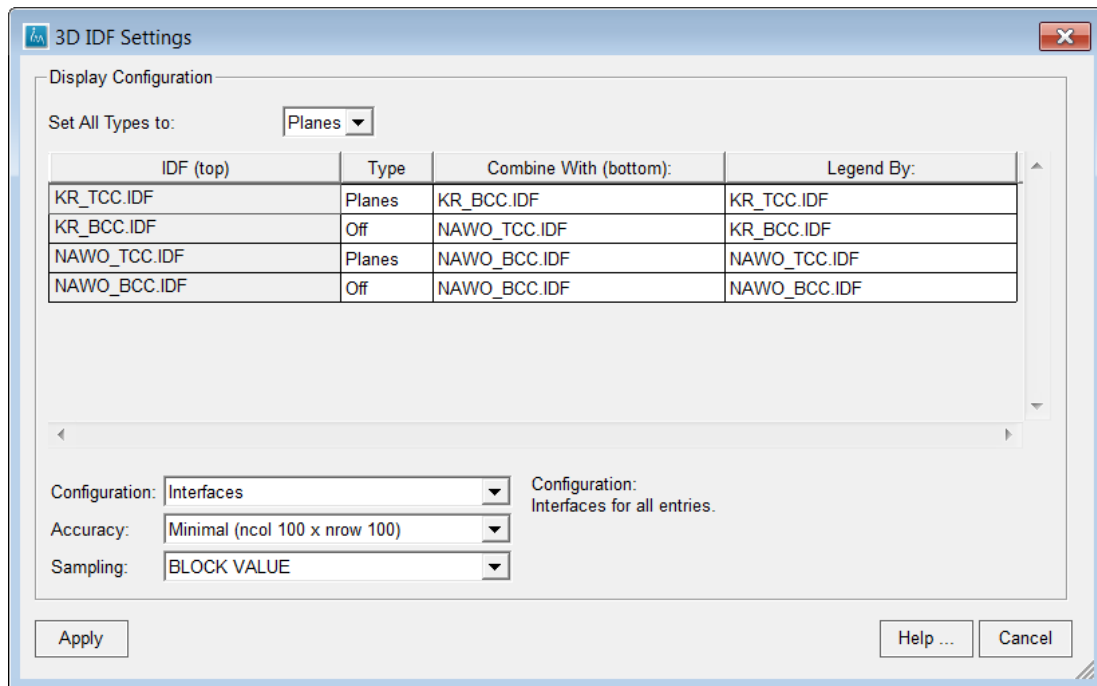 3D IDF Settings
Display Configuration
Set All Types to: Planes
IDF (top) Type Combine With (bottom): Legend By:
KR_TCC.IDF Planes KR_BCC.IDF KR_TCC.IDF
KR_BCC.IDF Off NAWO_TCC.IDF KR_BCC.IDF
NAWO_TCC.IDF Planes NAWO_BCC.IDF NAWO_TCC.IDF
NAWO_BCC.IDF Off NAWO_BCC.IDF NAWO_BCC.IDF
Configuration: Interfaces
Accuracy: Minimal (ncol 100 x nrow 100)
Sampling: BLOCK VALUE
Configuration:
Interfaces for all entries.
Apply Help ... Cancel